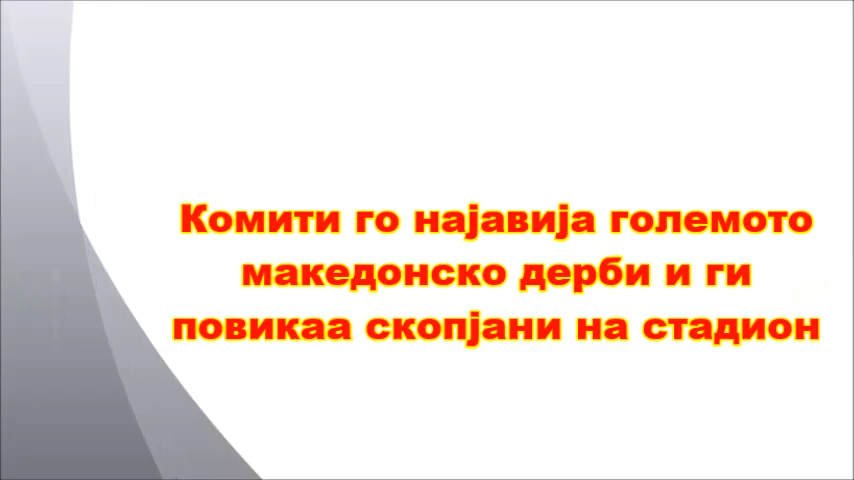 Комити го најавија големото
македонско дерби и ги
повикаа скопјани на стадион